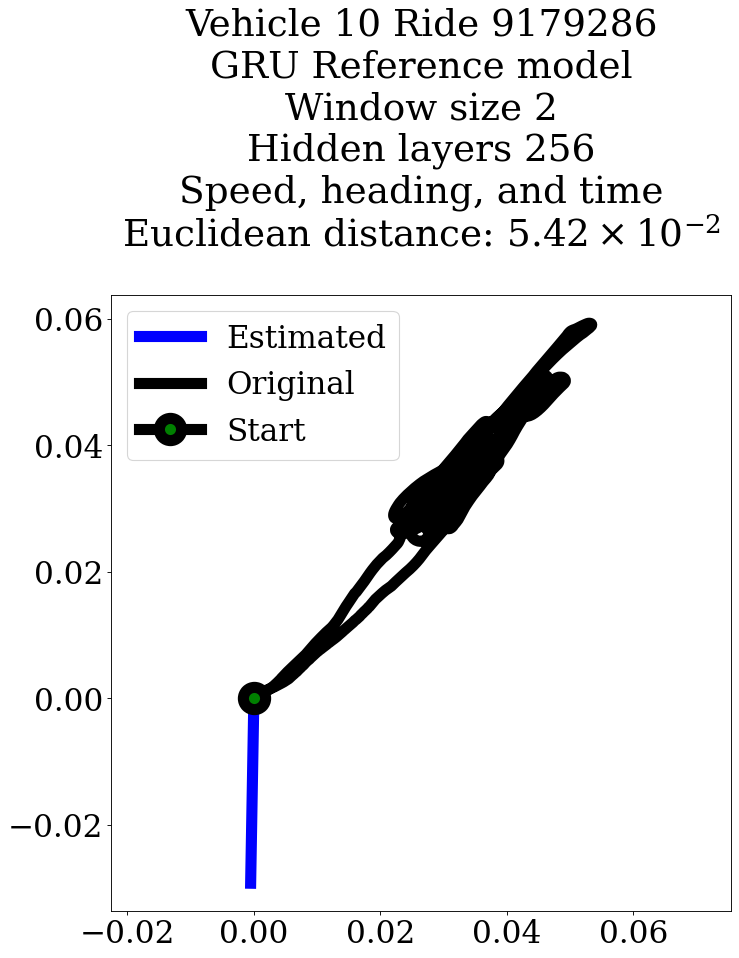 Vehicle 10 Ride 9179286
GRU Reference model
Window size 2
Hidden layers 256
Speed, heading, and time
Euclidean distance: 5.42 × 10⁻²
Estimated
Original
Start
0.06
0.04
0.02
0.00
−0.02
−0.02 0.00 0.02 0.04 0.06